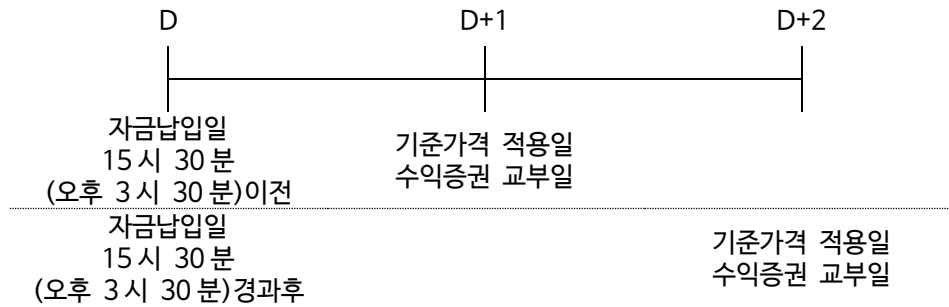 D D+1 D+2
자금납입일
15시 30분
(오후 3시 30분)이전
기준가격 적용일
수익증권 교부일
자금납입일
15시 30분
(오후 3시 30분)경과후
기준가격 적용일
수익증권 교부일